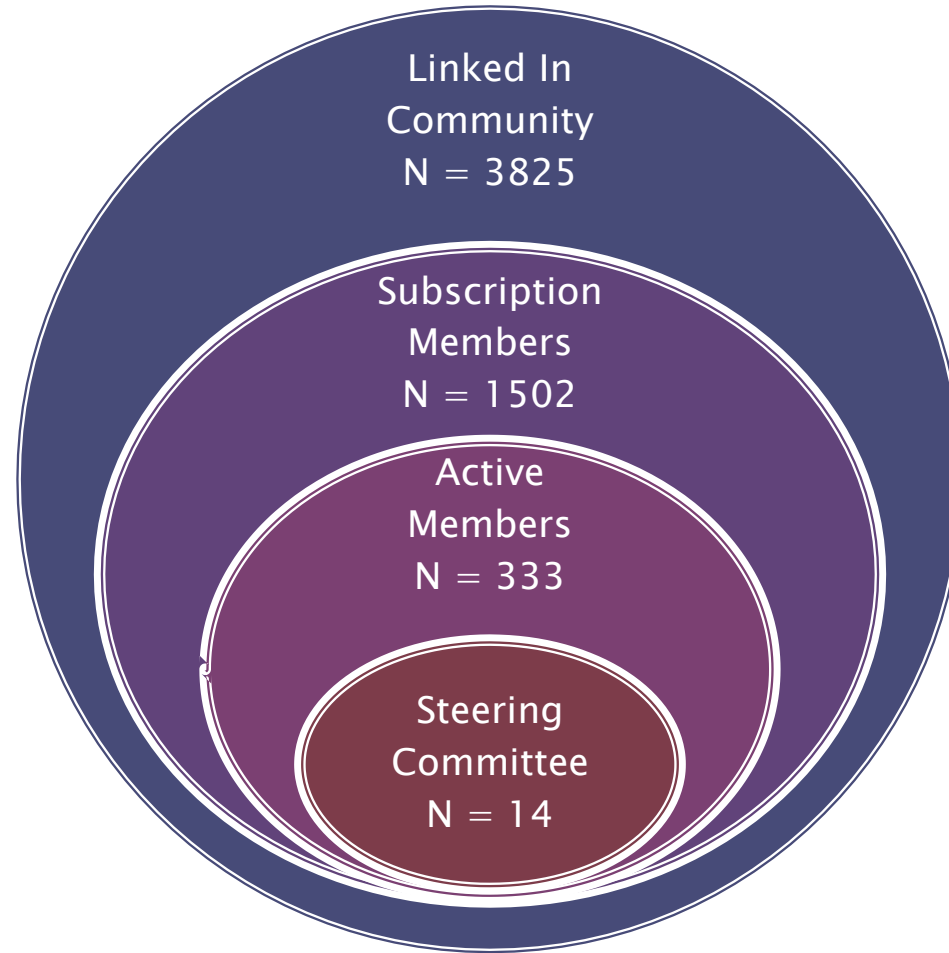 Linked In
Community
N = 3825
Subscription
Members
N = 1502
Active
Members
N = 333
Steering
Committee
N = 14